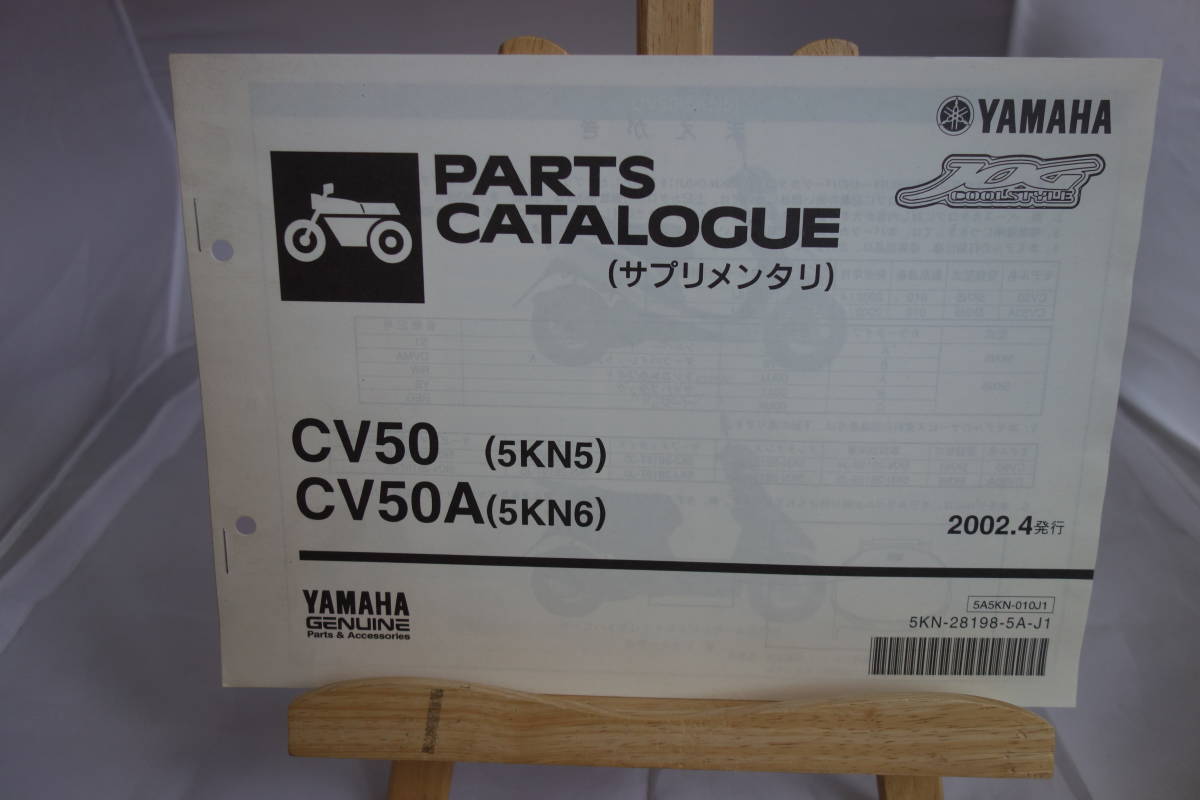 YAMAHA
JOG
COOLSTYLE
PARTS
CATALOGUE
(サプリメンタリ)
CV50 (5KN5)
CV50A(5KN6)
2002.4発行
YAMAHA
GENUINE
Parts & Accessories
5A5KN-010J1
5KN-28198-5A-J1